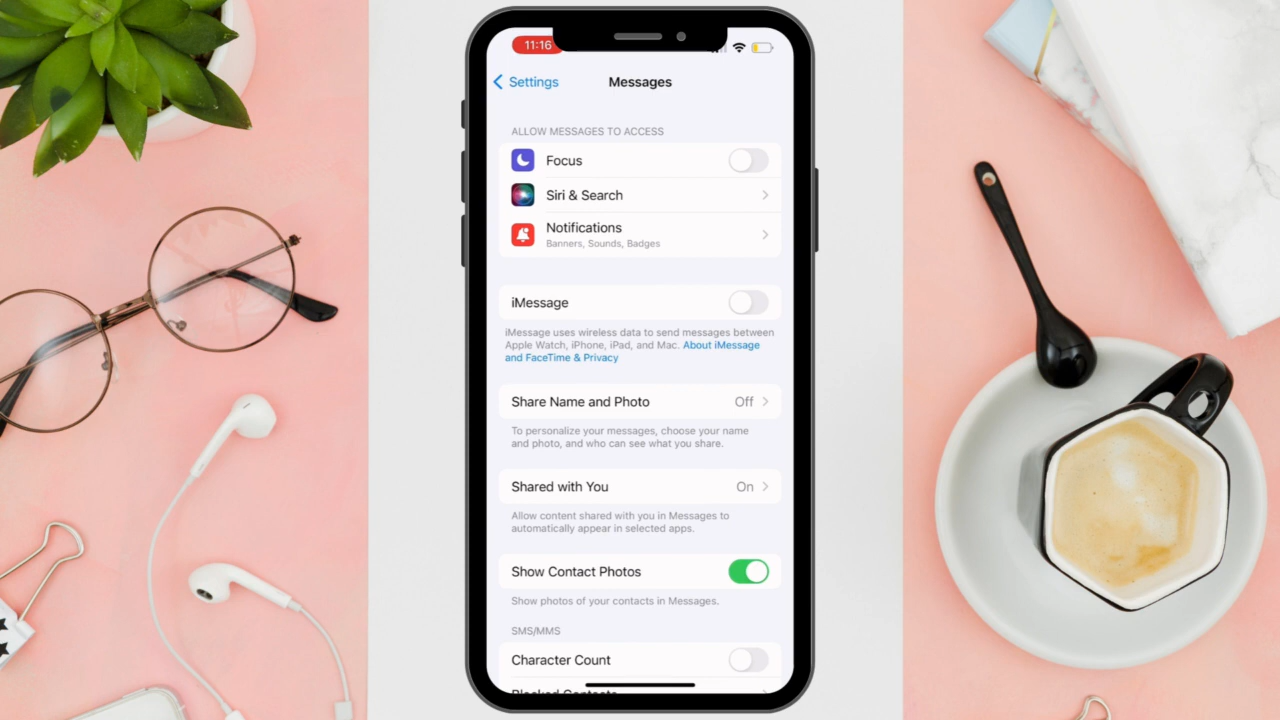 11:16
Settings
Messages
ALLOW MESSAGES TO ACCESS
Focus
Siri & Search
Notifications
Banners, Sounds, Badges
iMessage
iMessage uses wireless data to send messages between
Apple Watch, iPhone, iPad, and Mac. About iMessage
and FaceTime & Privacy
Share Name and Photo Off
To personalize your messages, choose your name
and photo, and who can see what you share.
Shared with You On
Allow content shared with you in Messages to
automatically appear in selected apps.
Show Contact Photos
Show photos of your contacts in Messages.
SMS/MMS
Character Count
Blocked Contacts